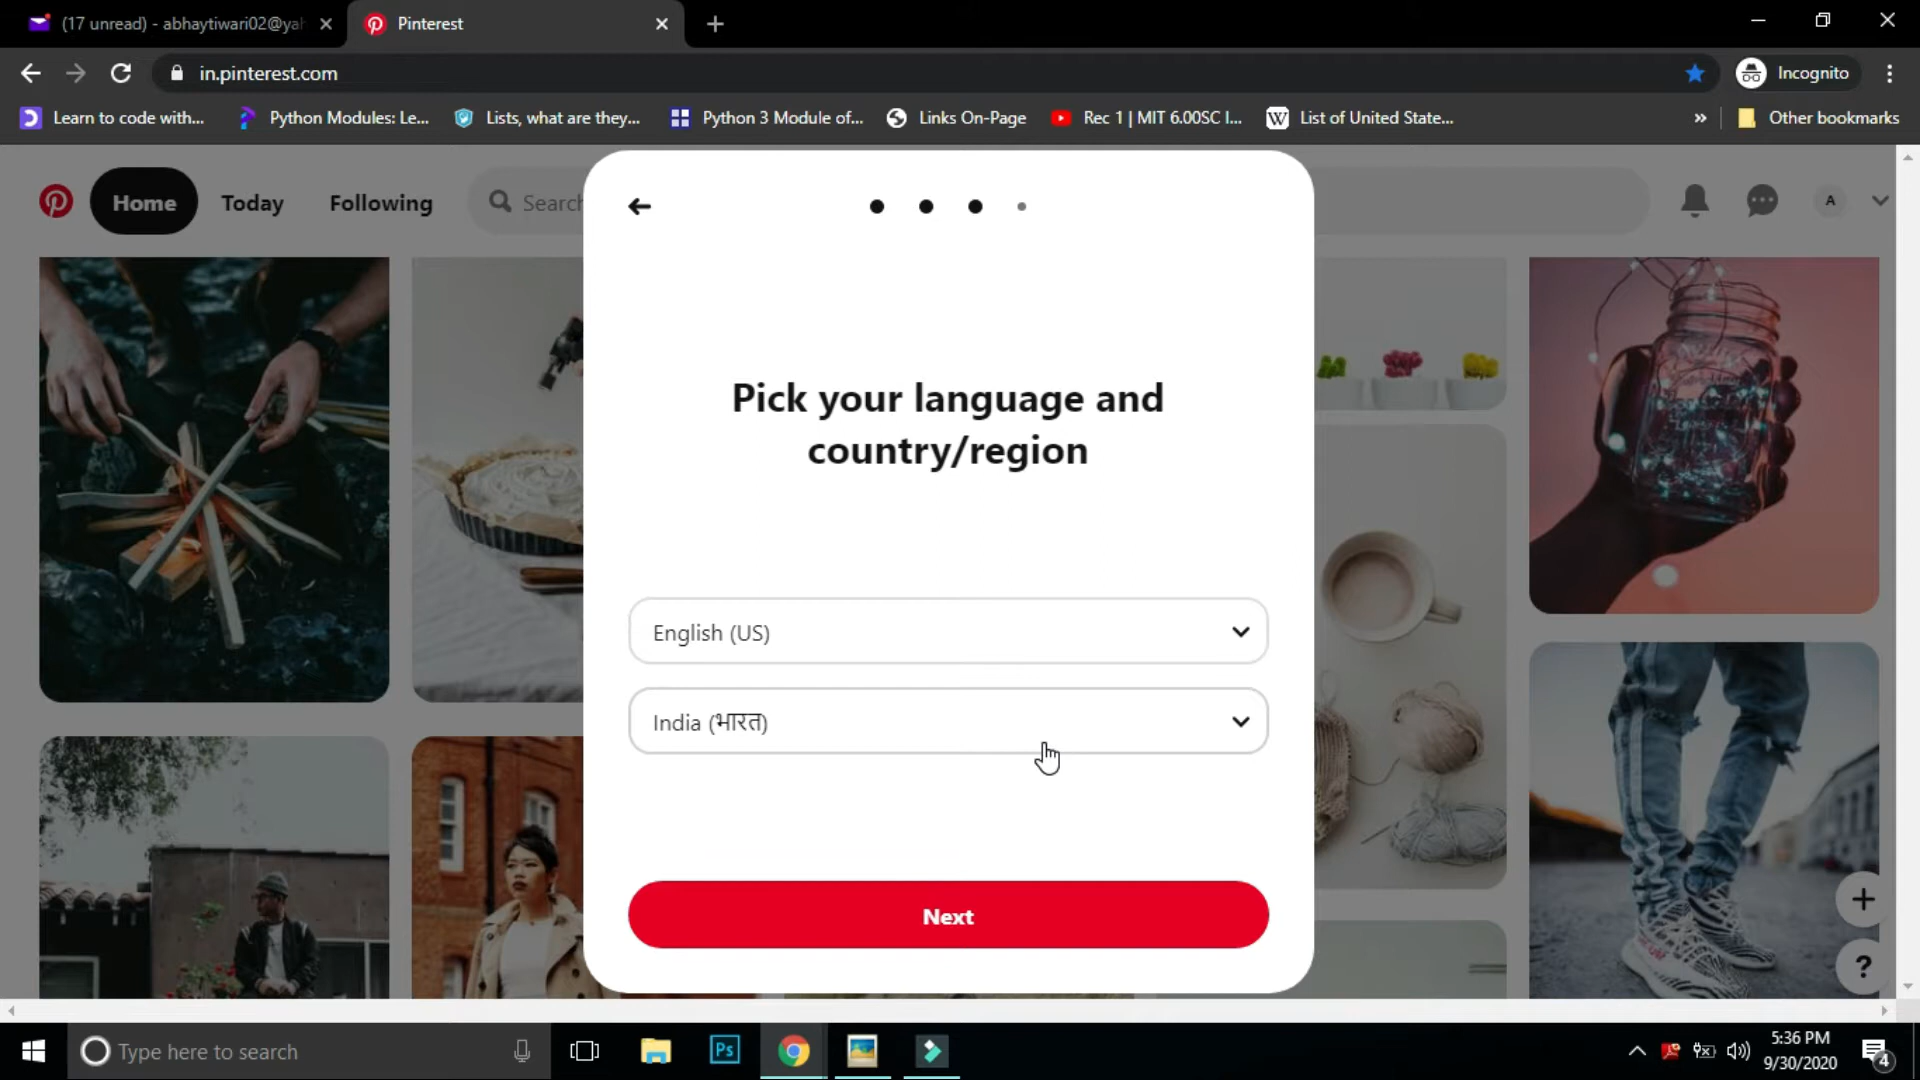 (17 unread) - abhaytiwari02@yah
Pinterest
in.pinterest.com
Incognito
Learn to code with...
Python Modules: Le...
Lists, what are they,...
Python 3 Module of...
Links On-Page
Rec 1 | MIT 6.00SC I...
List of United State...
Other bookmarks
Home
Today
Following
Search
A
Pick your language and
country/region
English (US)
India (भारत)
Next
?
Type here to search
Ps
5:36 PM
9/30/2020
4